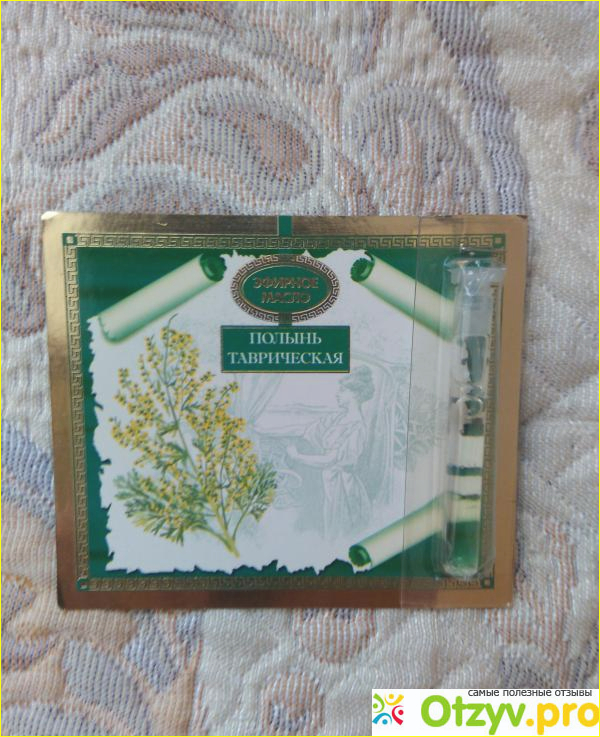 ЭФИРНОЕ
МАСЛО
ПОЛЫНЬ
ТАВРИЧЕСКАЯ
самые полезные отзывы
Otzyv.pro